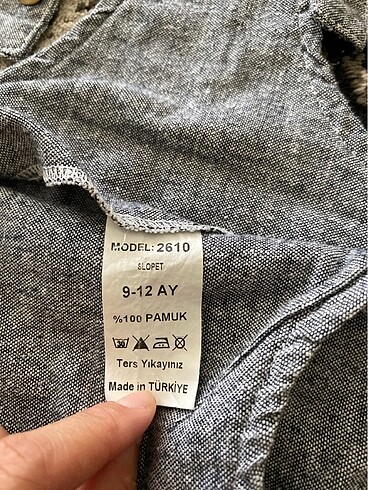 MODEL: 2610
SLOPET
9-12 AY
%100 PAMUK
30
Ters Yıkayınız
Made in TÜRKİYE